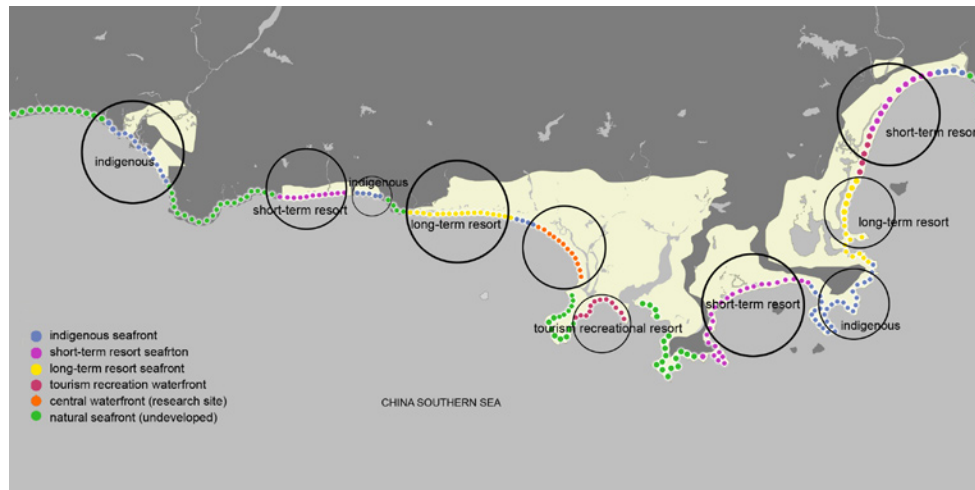 short-term resort
indigenous
indigenous
short-term resort
long-term resort
long-term resort
short-term resort
tourism recreational resort
indigenous
indigenous seafront
short-term resort seafrton
long-term resort seafront
tourism recreation waterfront
central waterfront (research site)
natural seafront (undeveloped)
CHINA SOUTHERN SEA